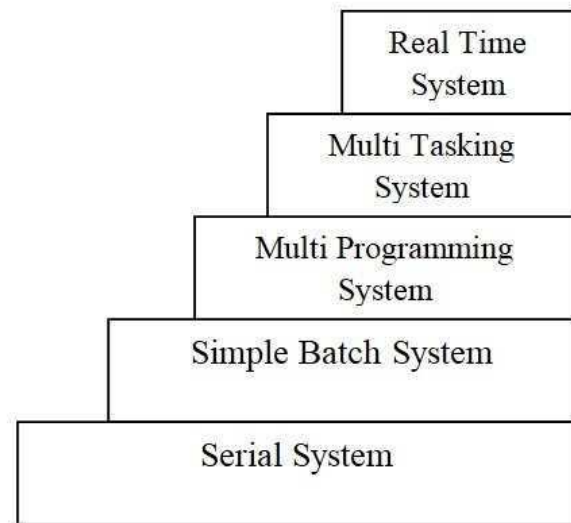 Real Time
System
Multi Tasking
System
Multi Programming
System
Simple Batch System
Serial System